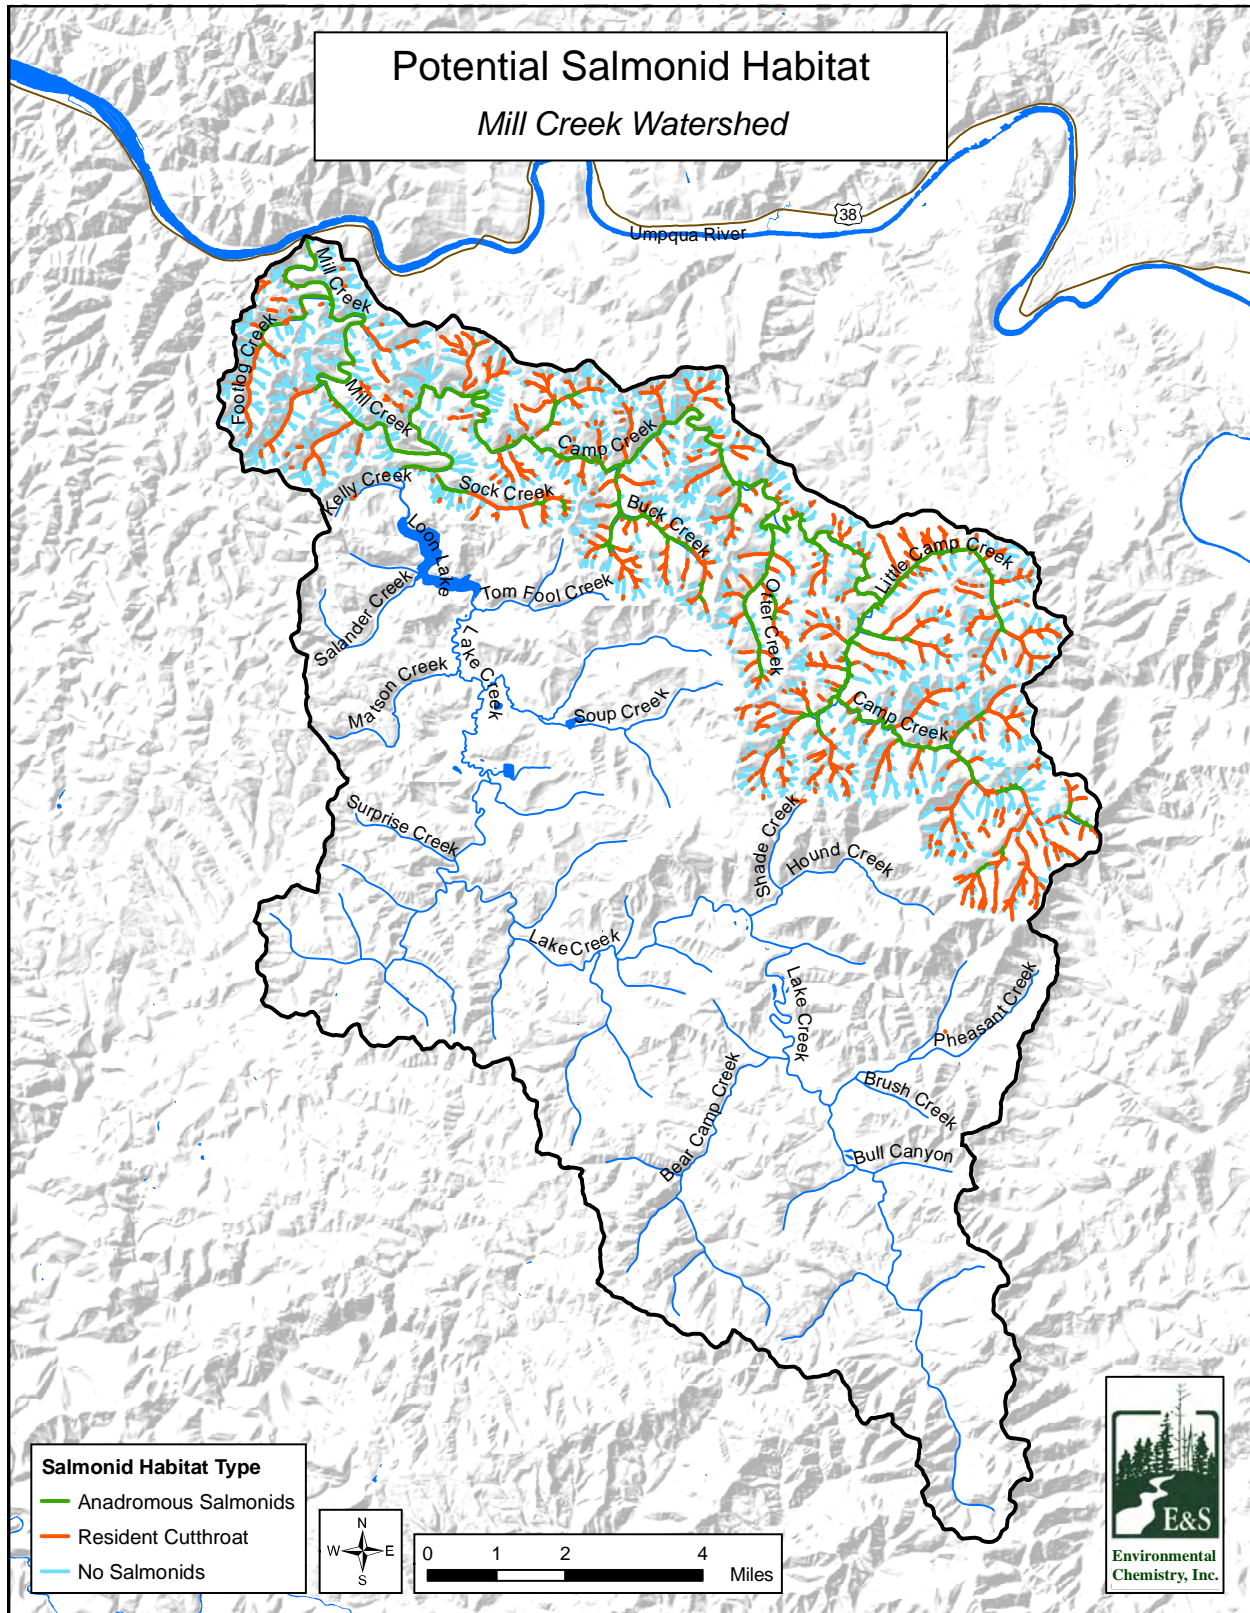 Potential Salmonid Habitat
Mill Creek Watershed
38
Umpqua River
Mill Creek
Footlog Creek
Mill Creek
Camp Creek
Kelly Creek
Sock Creek
Buck Creek
Loon Lake
Little Camp Creek
Tom Fool Creek
Otter Creek
Salander Creek
Lake Creek
Matson Creek
Soup Creek
Camp Creek
Surprise Creek
Shade Creek
Hound Creek
Lake Creek
Lake Creek
Pheasant Creek
Brush Creek
Bear Camp Creek
Bull Canyon
Salmonid Habitat Type
Anadromous Salmonids
Resident Cutthroat
No Salmonids
N
W E
S
0 1 2 4
Miles
E&S
Environmental
Chemistry, Inc.